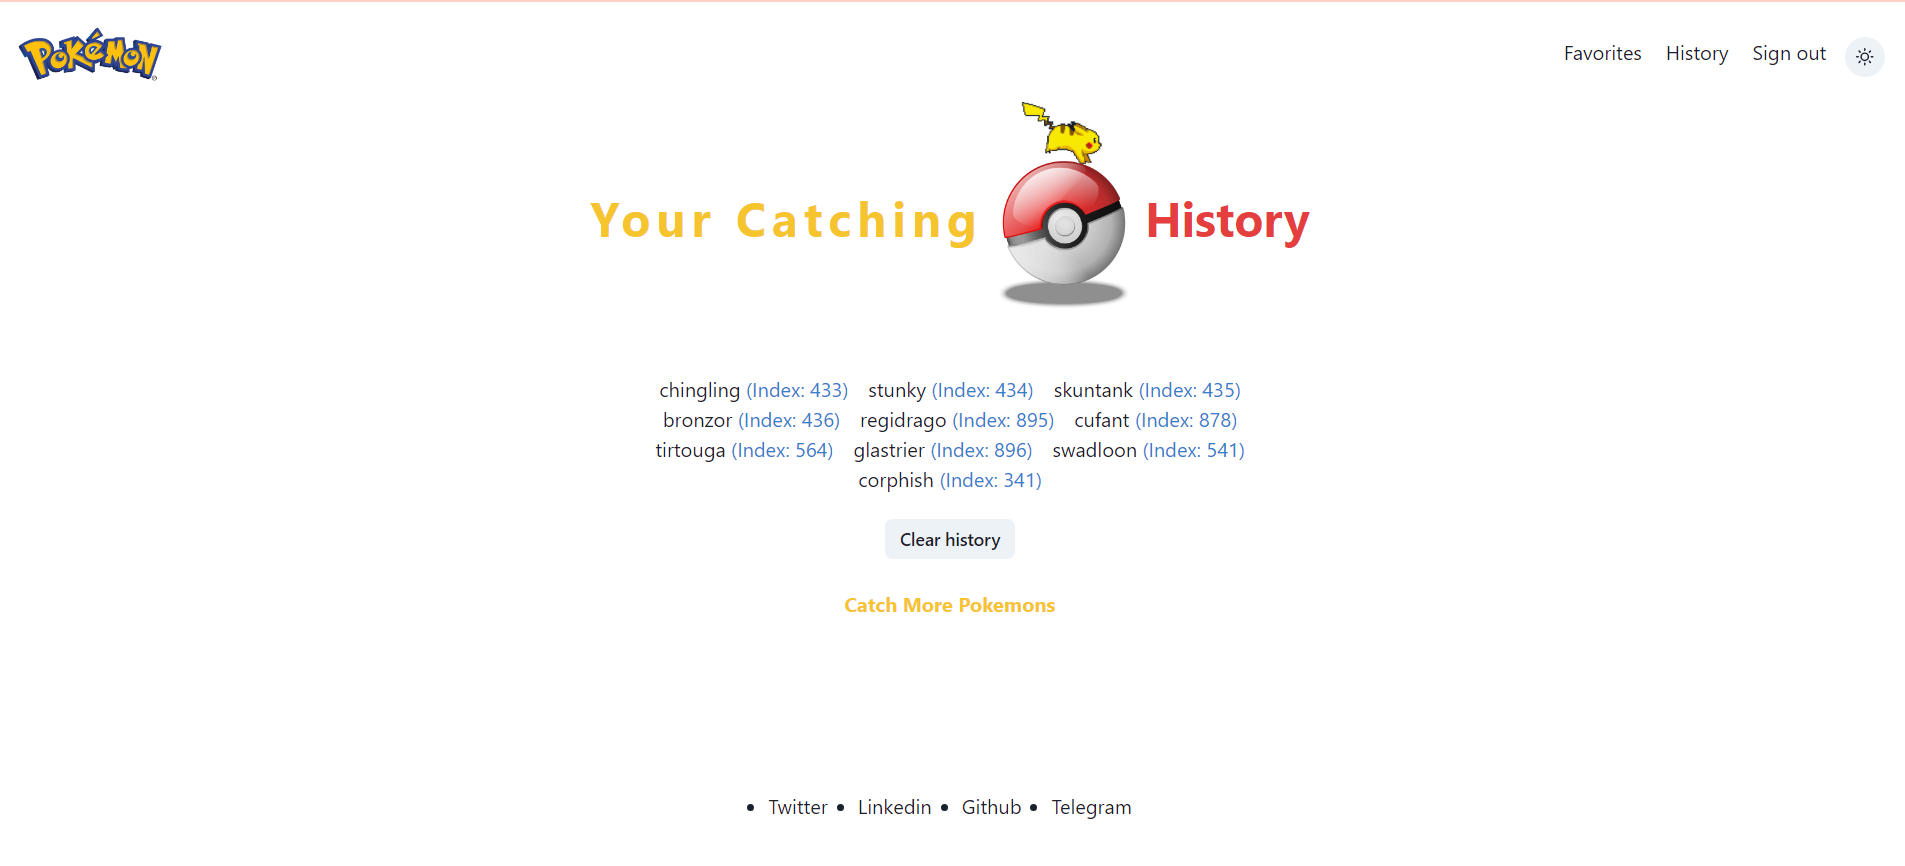 POKéMON
Favorites History Sign out
Your Catching History
chingling (Index: 433) stunky (Index: 434) skuntank (Index: 435)
bronzor (Index: 436) regidrago (Index: 895) cufant (Index: 878)
tirtouga (Index: 564) glastrier (Index: 896) swadloon (Index: 541)
corphish (Index: 341)
Clear history
Catch More Pokemons
• Twitter • Linkedin • Github • Telegram